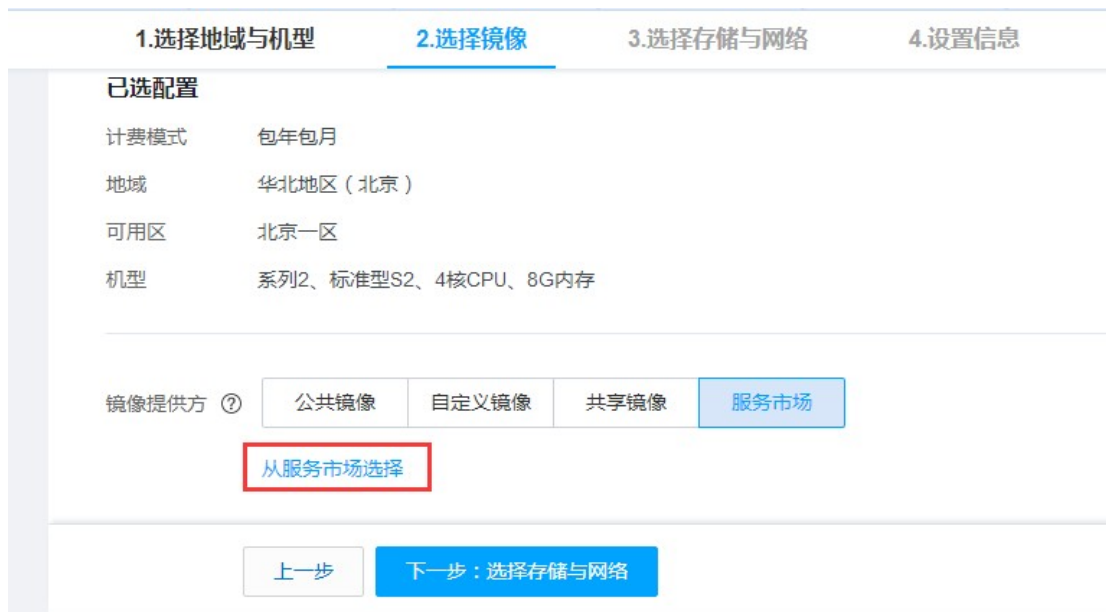 1.选择地域与机型 2.选择镜像 3.选择存储与网络 4.设置信息
已选配置
计费模式 包年包月
地域 华北地区（北京）
可用区 北京一区
机型 系列2、标准型S2、4核CPU、8G内存
镜像提供方 ? 公共镜像 自定义镜像 共享镜像 服务市场
从服务市场选择
上一步 下一步：选择存储与网络